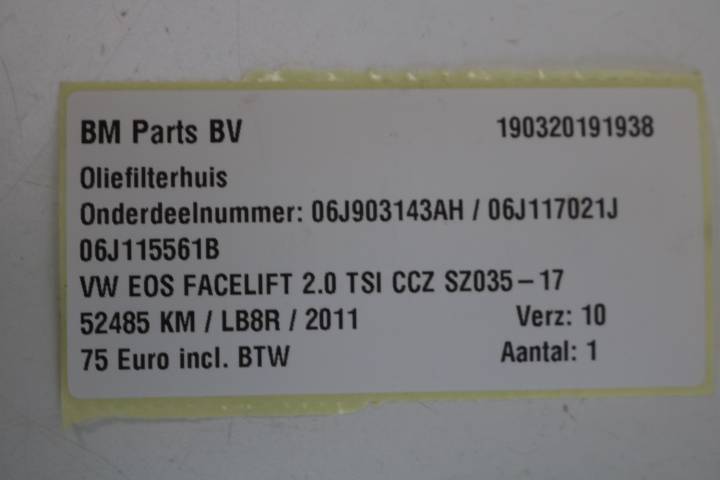 BM Parts BV 190320191938
Oliefilterhuis
Onderdeelnummer: 06J903143AH / 06J117021J
06J115561B
VW EOS FACELIFT 2.0 TSI CCZ SZ035-17
52485 KM / LB8R / 2011 Verz: 10
75 Euro incl. BTW Aantal: 1